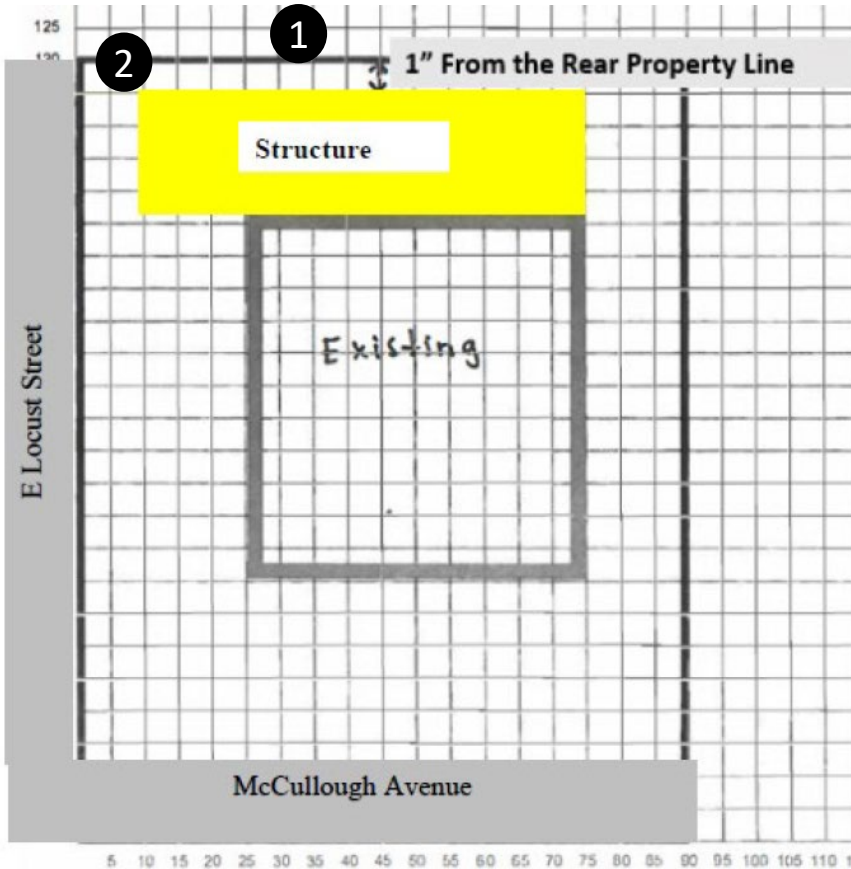 125
1
120
2
1” From the Rear Property Line
Structure
Existing
E Locust Street
McCullough Avenue
5 10 15 20 25 30 35 40 45 50 55 60 65 70 75 80 85 90 95 100 105 110